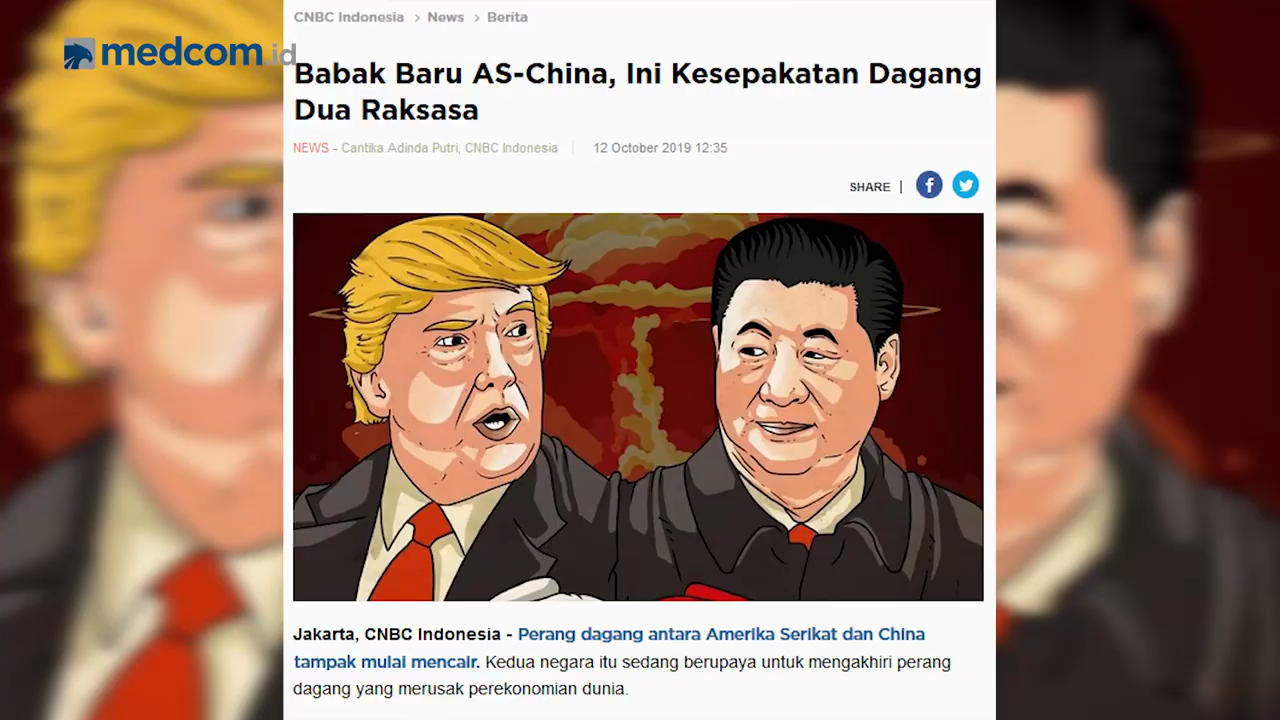 CNBC Indonesia > News > Berita
medcom.id
Babak Baru AS-China, Ini Kesepakatan Dagang
Dua Raksasa
NEWS - Cantika Adinda Putri, CNBC Indonesia | 12 October 2019 12:35
SHARE |
Jakarta, CNBC Indonesia - Perang dagang antara Amerika Serikat dan China
tampak mulai mencair. Kedua negara itu sedang berupaya untuk mengakhiri perang
dagang yang merusak perekonomian dunia.